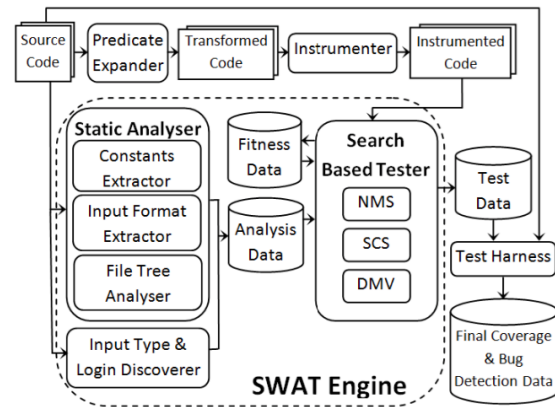 Source
Code
Predicate
Expander
Transformed
Code
Instrumenter
Instrumented
Code
Static Analyser
Constants
Extractor
Input Format
Extractor
File Tree
Analyser
Input Type &
Login Discoverer
Fitness
Data
Analysis
Data
Search
Based Tester
NMS
SCS
DMV
SWAT Engine
Test
Data
Test Harness
Final Coverage
& Bug
Detection Data